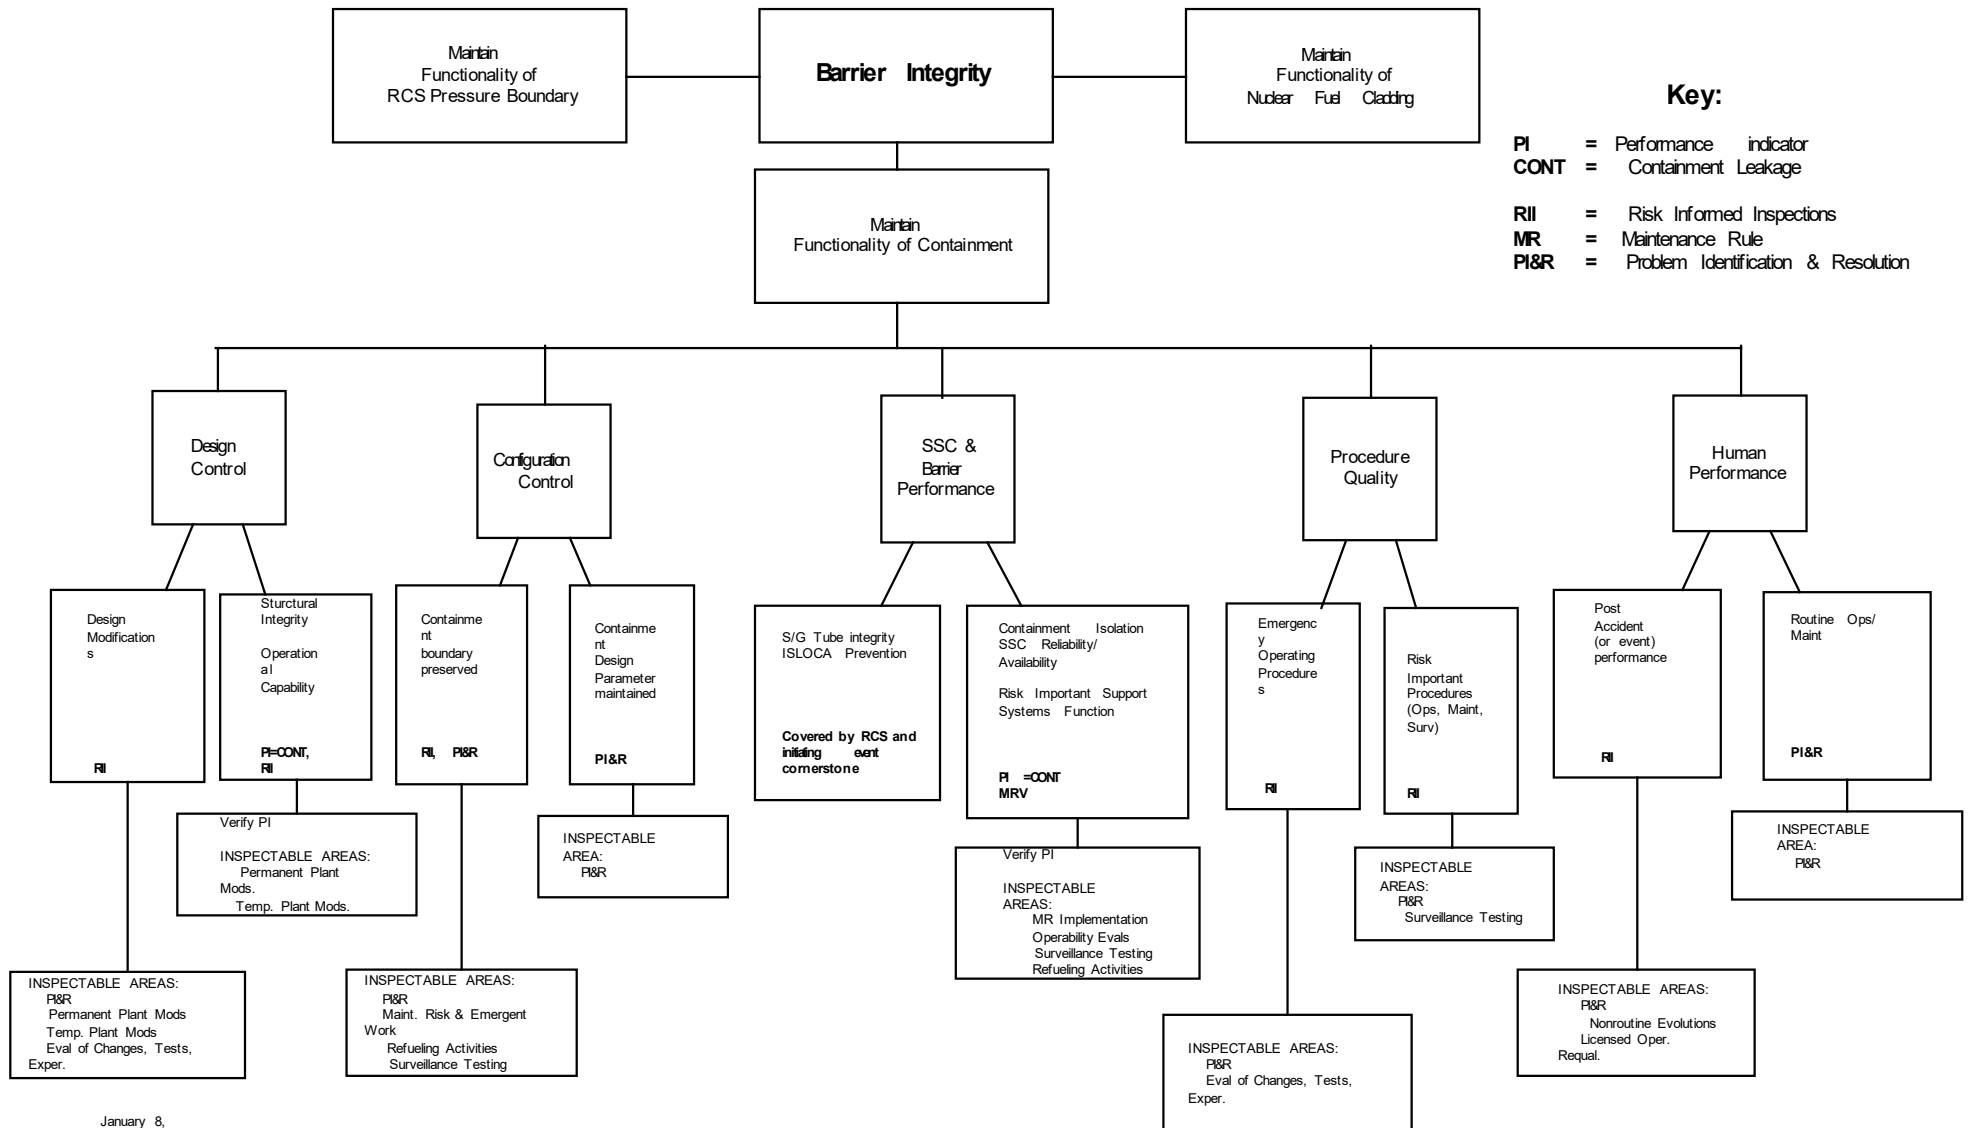 Maintain
Functionality of
RCS Pressure Boundary
Barrier Integrity
Maintain
Functionality of
Nuclear Fuel Cladding
Key:
PI = Performance indicator
CONT = Containment Leakage
RII = Risk Informed Inspections
MR = Maintenance Rule
PI&R = Problem Identification & Resolution
Maintain
Functionality of Containment
Design
Control
Configuration
Control
SSC &
Barrier
Performance
Procedure
Quality
Human
Performance
Design
Modification
s
RII
Sturctural
Integrity
Operation
al
Capability
PI=CONT,
RII
Containme
nt
boundary
preserved
RII, PI&R
Containme
nt
Design
Parameter
maintained
PI&R
S/G Tube integrity
ISLOCA Prevention
Covered by RCS and
initiating event
cornerstone
Containment Isolation
SSC Reliability/
Availability
Risk Important Support
Systems Function
PI =CONT
MRV
Emergenc
y
Operating
Procedure
s
RII
Risk
Important
Procedures
(Ops, Maint,
Surv)
RII
Post
Accident
(or event)
performance
RII
Routine Ops/
Maint
PI&R
Verify PI
INSPECTABLE AREAS:
Permanent Plant
Mods.
Temp. Plant Mods.
INSPECTABLE
AREA:
PI&R
Verify PI
INSPECTABLE
AREAS:
MR Implementation
Operability Evals
Surveillance Testing
Refueling Activities
INSPECTABLE
AREAS:
PI&R
Surveillance Testing
INSPECTABLE
AREA:
PI&R
INSPECTABLE AREAS:
PI&R
Permanent Plant Mods
Temp. Plant Mods
Eval of Changes, Tests,
Exper.
INSPECTABLE AREAS:
PI&R
Maint. Risk & Emergent
Work
Refueling Activities
Surveillance Testing
INSPECTABLE AREAS:
PI&R
Eval of Changes, Tests,
Exper.
INSPECTABLE AREAS:
PI&R
Nonroutine Evolutions
Licensed Oper.
Requal.
January 8,